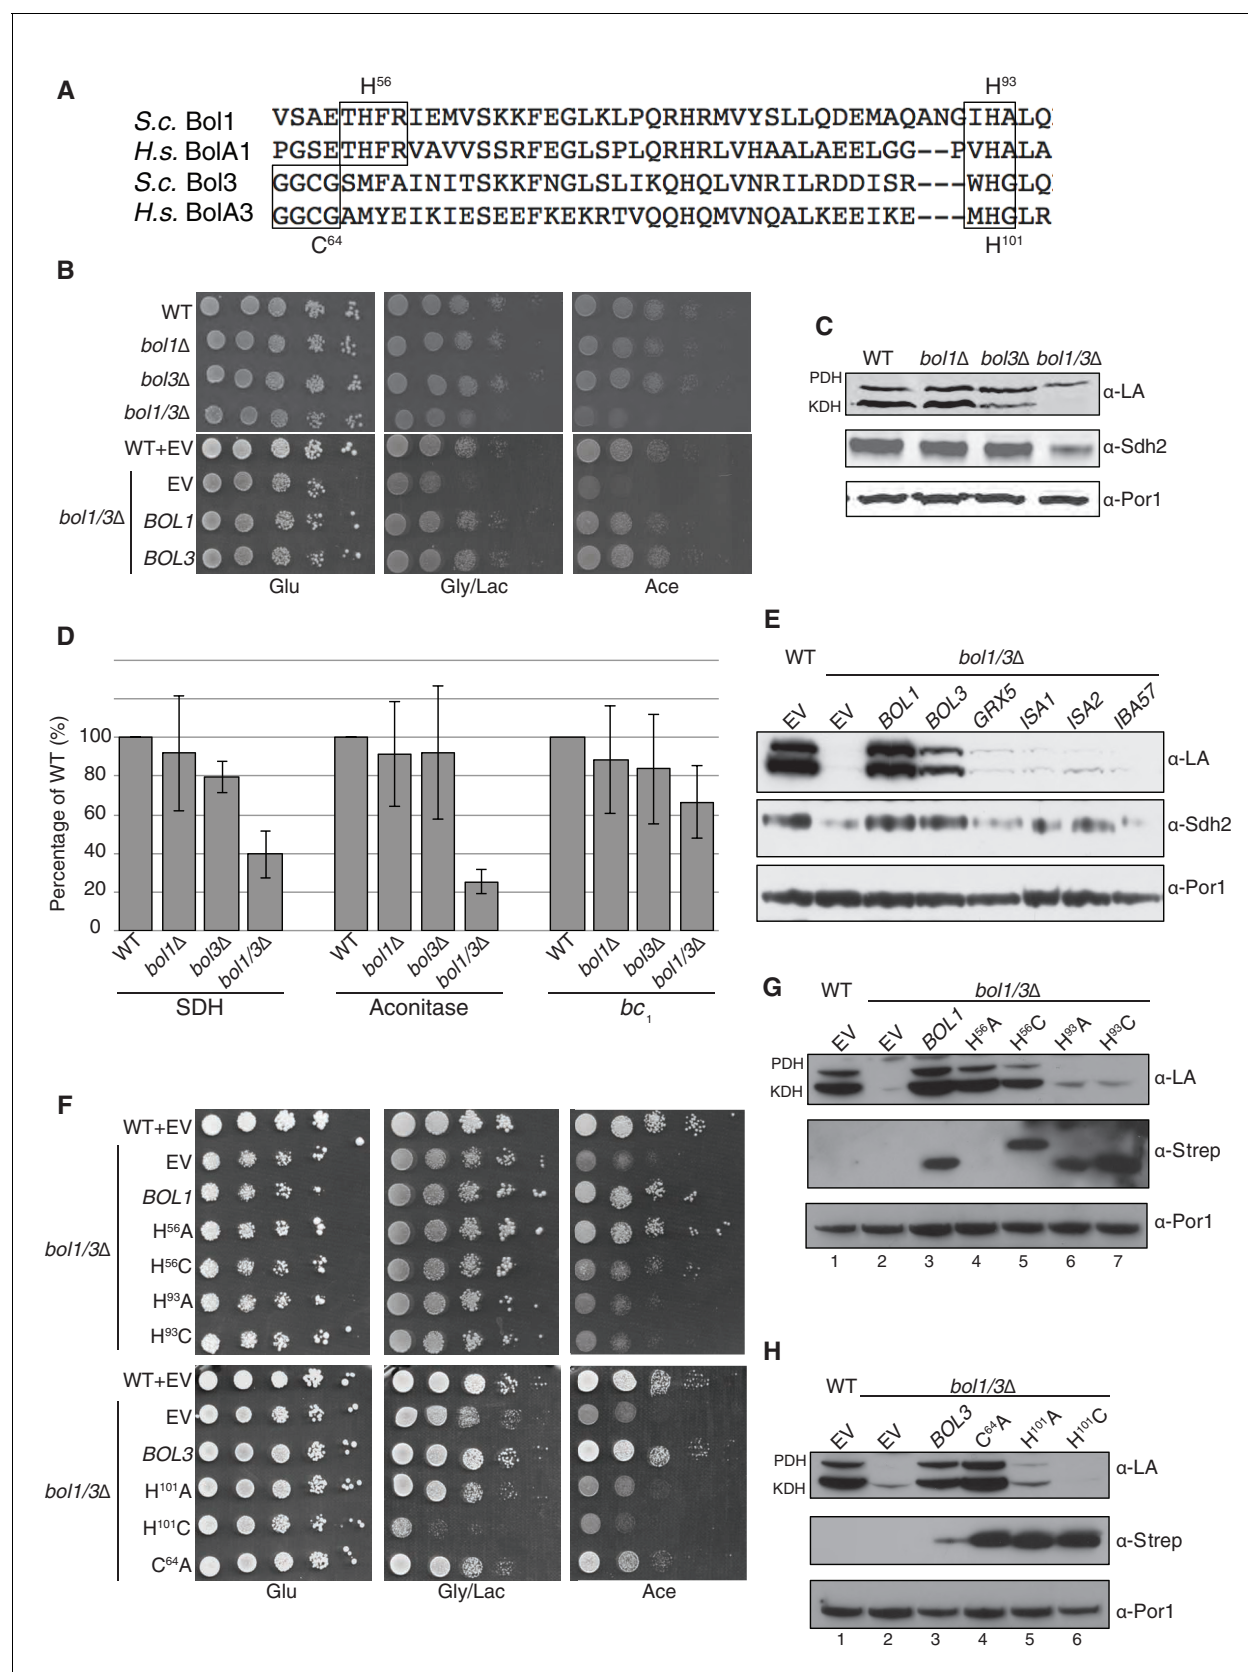 A
H⁵⁶
H⁹³
S.c. Bol1 VSAETHFRIEMVSKKFEGLKLPQRHRMVYSLLQDEMAQANGIHALQ
H.s. BolA1 PGSETHFRVAVVSSRFEGLSPLQRHRLVHAALAEELGG--PVHALA
S.c. Bol3 GGCGSMFAINITSKKFNGLSLIKQHQLVNRILRDDISR---WHGLQ
H.s. BolA3 GGCGAMYEIKIESEEFKEKRTVQQHQMVNQALKEEIKE---MHGLR
C⁶⁴
H¹⁰¹
B
WT
bol1Δ
bol3Δ
bol1/3Δ
WT+EV
EV
bol1/3Δ
BOL1
BOL3
Glu
Gly/Lac
Ace
C
WT
bol1Δ
bol3Δ
bol1/3Δ
PDH
KDH
α-LA
α-Sdh2
α-Por1
D
Percentage of WT (%)
100
80
60
40
20
0
WT
bol1Δ
bol3Δ
bol1/3Δ
WT
bol1Δ
bol3Δ
bol1/3Δ
WT
bol1Δ
bol3Δ
bol1/3Δ
SDH
Aconitase
bc₁
E
WT
bol1/3Δ
EV
EV
BOL1
BOL3
GRX5
ISA1
ISA2
IBA57
α-LA
α-Sdh2
α-Por1
F
WT+EV
EV
BOL1
H⁵⁶A
bol1/3Δ
H⁵⁶C
H⁹³A
H⁹³C
WT+EV
EV
BOL3
bol1/3Δ
H¹⁰¹A
H¹⁰¹C
C⁶⁴A
Glu
Gly/Lac
Ace
G
WT
bol1/3Δ
EV
EV
BOL1
H⁵⁶A
H⁵⁶C
H⁹³A
H⁹³C
PDH
KDH
α-LA
α-Strep
α-Por1
1 2 3 4 5 6 7
H
WT
bol1/3Δ
EV
EV
BOL3
C⁶⁴A
H¹⁰¹A
H¹⁰¹C
PDH
KDH
α-LA
α-Strep
α-Por1
1 2 3 4 5 6